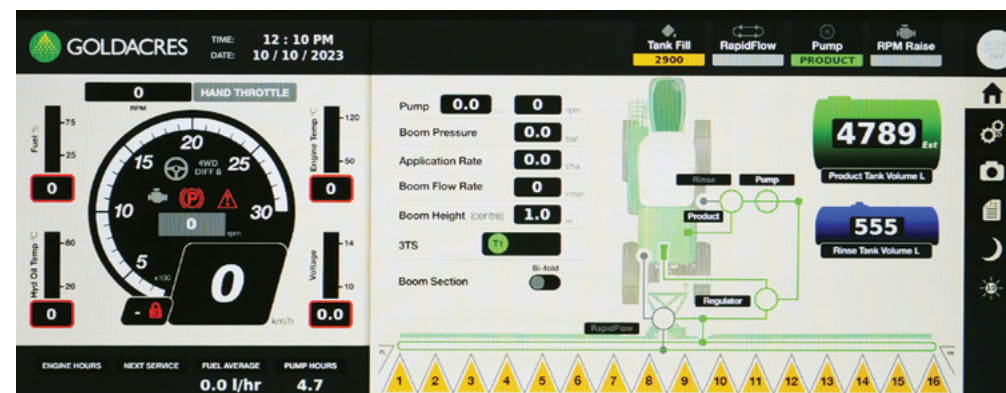 GOLDACRES
TIME: 12 : 10 PM
DATE: 10 / 10 / 2023
Tank Fill
2900
RapidFlow
Pump
PRODUCT
RPM Raise
0
RPM
HAND THROTTLE
Fuel %
75
25
0
Engine Temp °C
120
50
0
5
10
15
20
25
30
x100
4WD
DIFF
0
rpm
Hyd Oil Temp °C
80
20
0
Voltage
14
10
0.0
-
0
km/h
ENGINE HOURS
NEXT SERVICE
FUEL AVERAGE
0.0 l/hr
PUMP HOURS
4.7
Pump 0.0 0 rpm
Boom Pressure 0.0 bar
Application Rate 0.0 l/ha
Boom Flow Rate 0 l/min
Boom Height (centre) 1.0 m
3TS T1
Boom Section Bi-fold
Rinse
Pump
Product
Regulator
RapidFlow
4789 Est
Product Tank Volume L
555
Rinse Tank Volume L
1 2 3 4 5 6 7 8 9 10 11 12 13 14 15 16